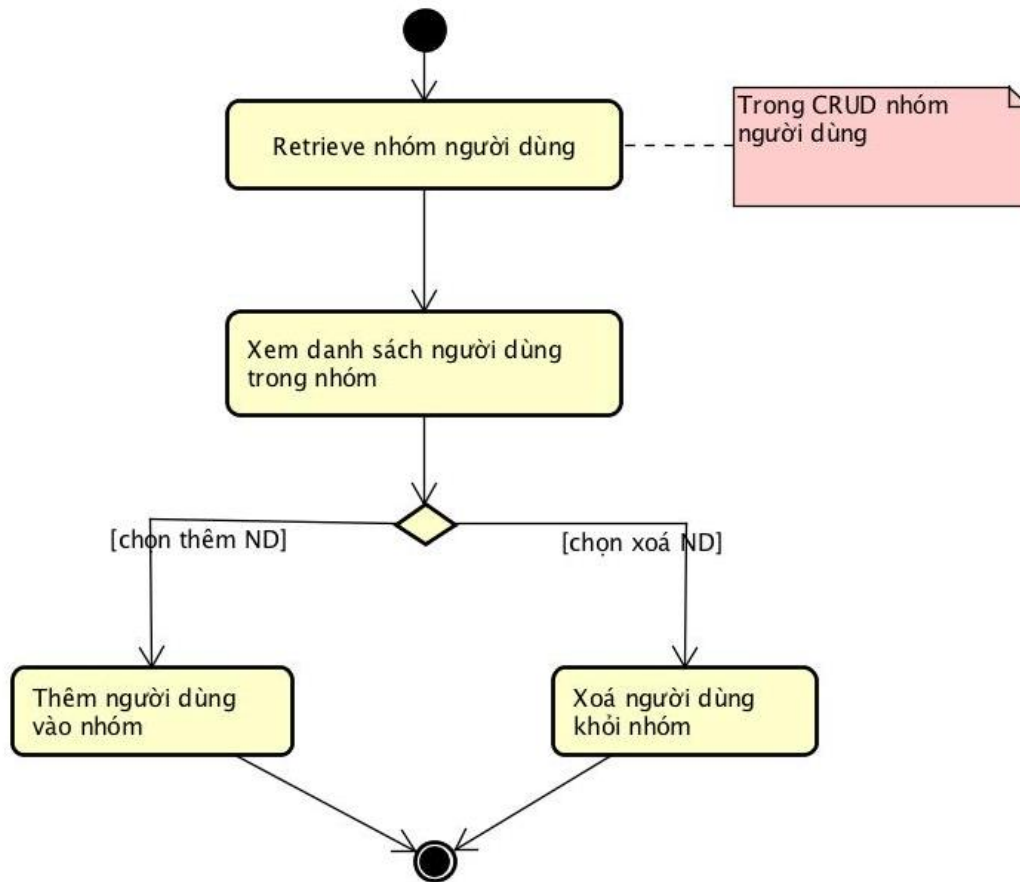 Retrieve nhóm người dùng
Trong CRUD nhóm
người dùng
Xem danh sách người dùng
trong nhóm
[chọn thêm ND]
[chọn xoá ND]
Thêm người dùng
vào nhóm
Xoá người dùng
khỏi nhóm